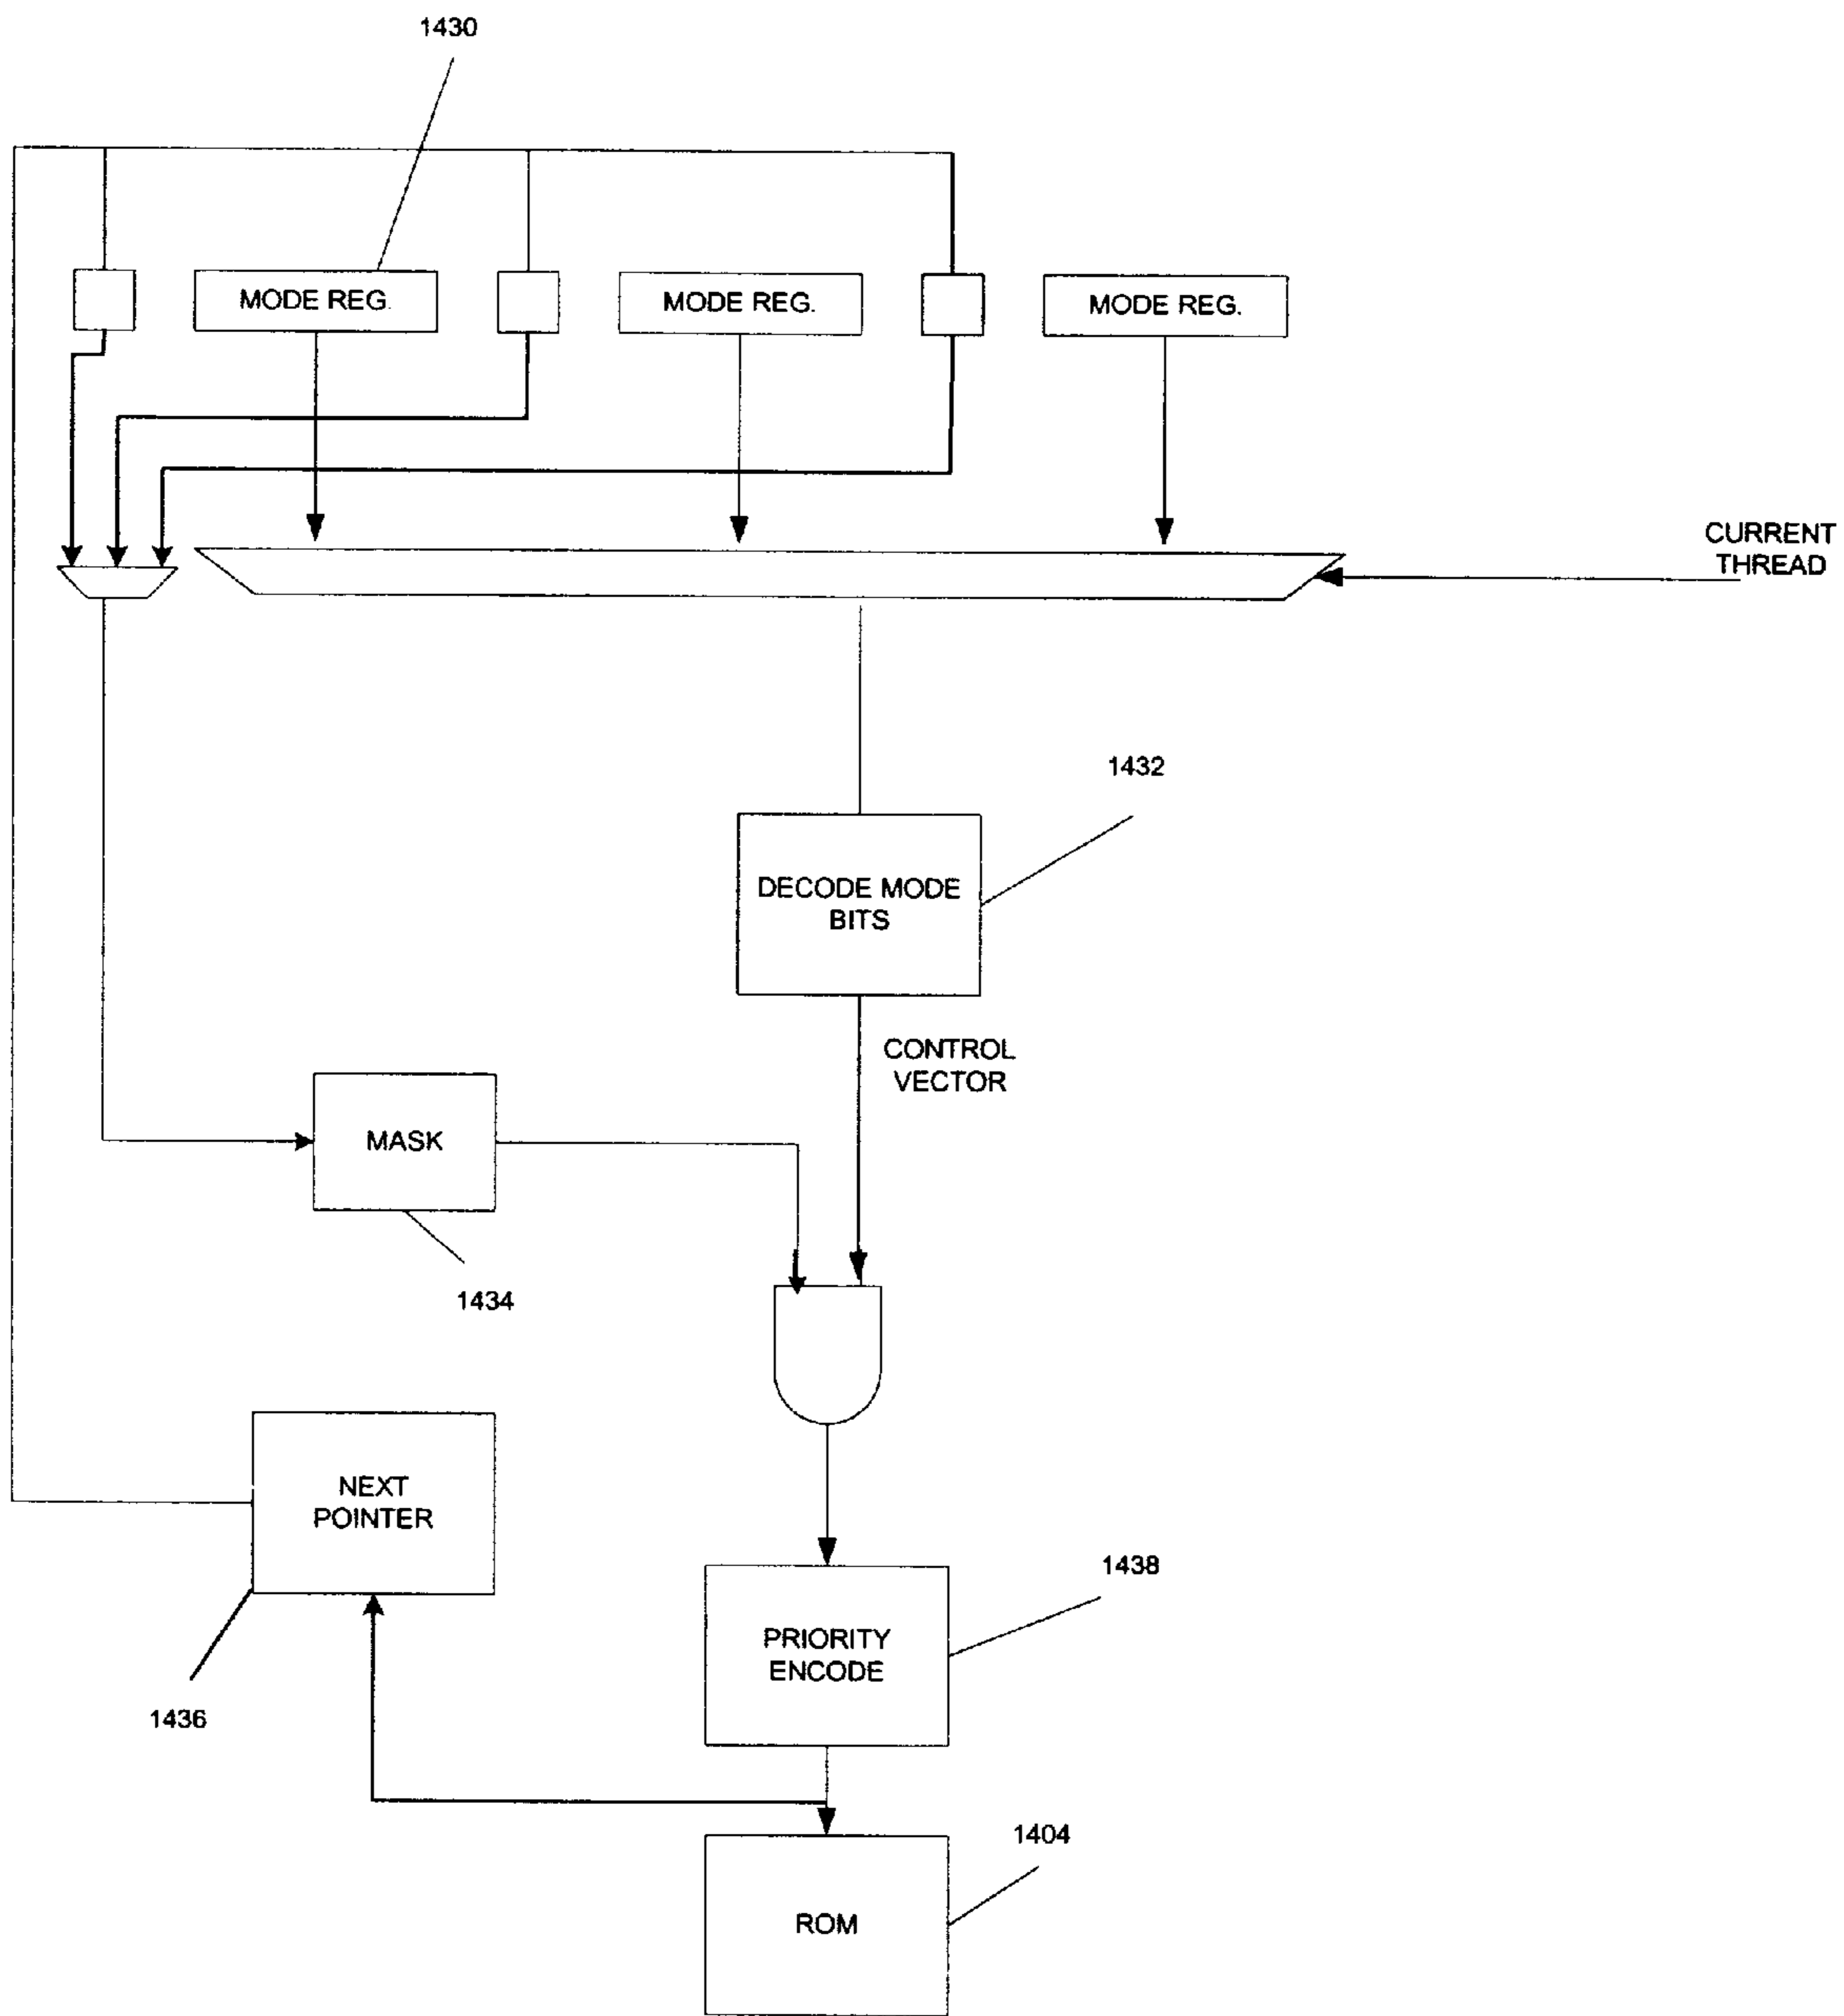 1430
MODE REG.
MODE REG.
MODE REG.
CURRENT
THREAD
1432
DECODE MODE
BITS
CONTROL
VECTOR
MASK
1434
NEXT
POINTER
1438
PRIORITY
ENCODE
1436
1404
ROM